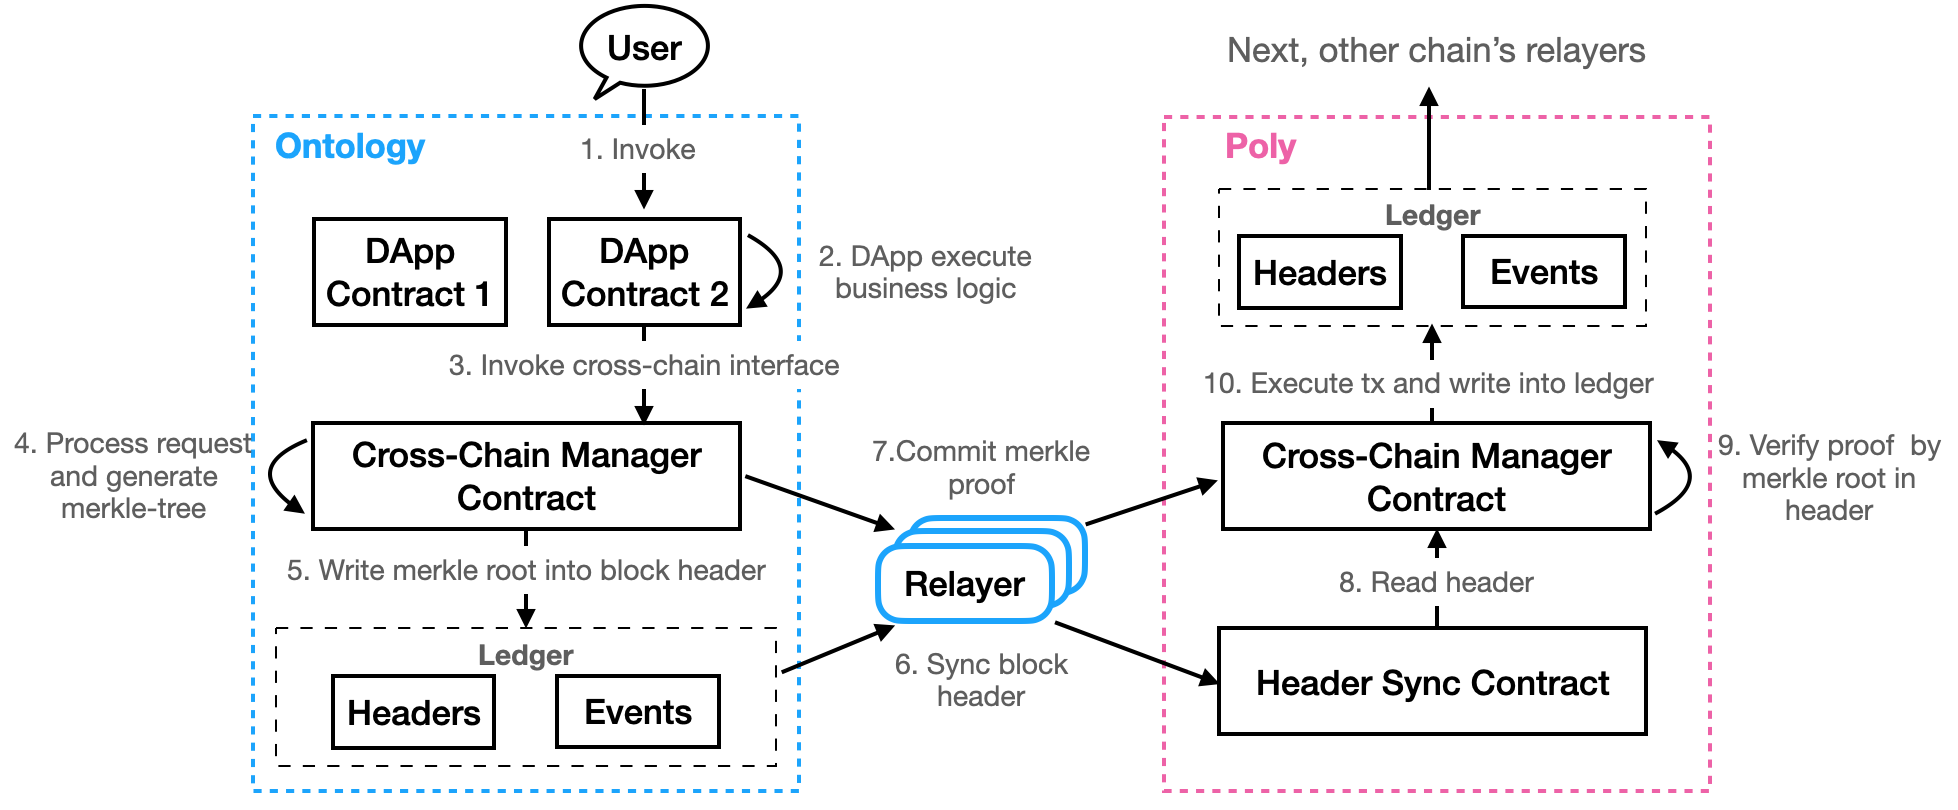 User
Next, other chain’s relayers
Ontology
1. Invoke
DApp
Contract 1
DApp
Contract 2
2. DApp execute
business logic
3. Invoke cross-chain interface
4. Process request
and generate
merkle-tree
Cross-Chain Manager
Contract
5. Write merkle root into block header
Ledger
Headers
Events
7.Commit merkle
proof
Relayer
6. Sync block
header
Poly
Ledger
Headers
Events
10. Execute tx and write into ledger
Cross-Chain Manager
Contract
9. Verify proof  by
merkle root in
header
8. Read header
Header Sync Contract